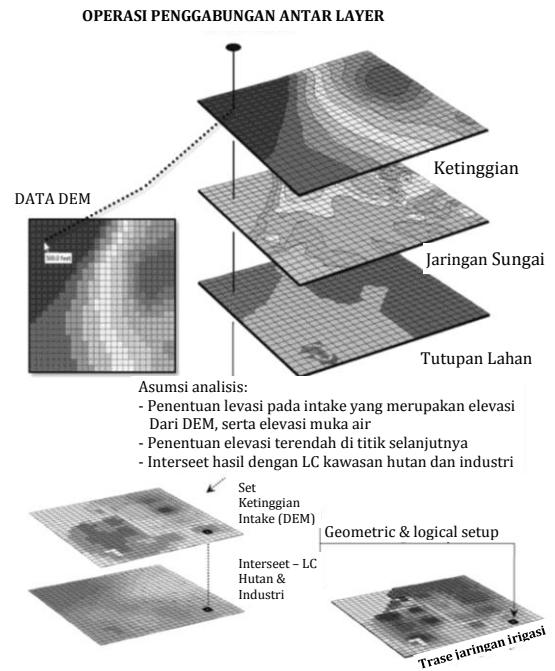 OPERASI PENGGABUNGAN ANTAR LAYER
Ketinggian
DATA DEM
Jaringan Sungai
Tutupan Lahan
Asumsi analisis:
- Penentuan levasi pada intake yang merupakan elevasi
Dari DEM, serta elevasi muka air
- Penentuan elevasi terendah di titik selanjutnya
- Interseet hasil dengan LC kawasan hutan dan industri
Set
Ketinggian
Intake (DEM)
Geometric & logical setup
Interseet – LC
Hutan &
Industri
Trase jaringan irigasi